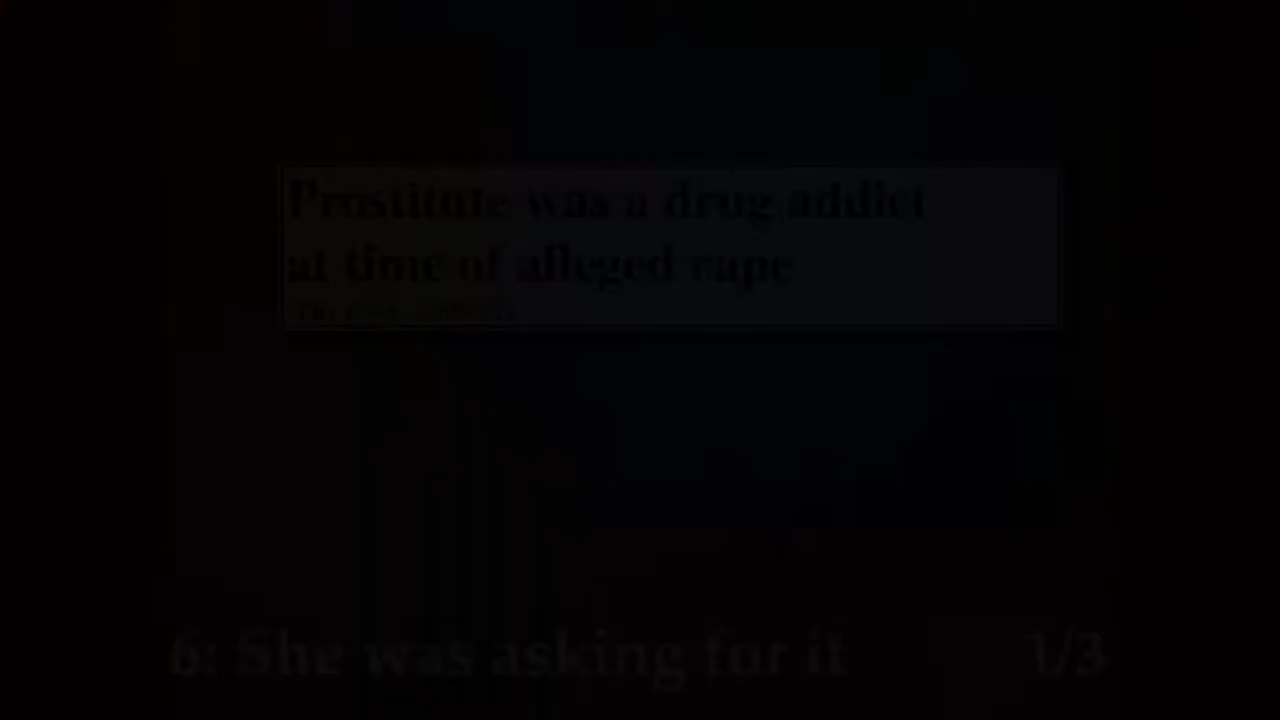 Prostitute was a drug addict
at time of alleged rape
6: She was asking for it
1/3